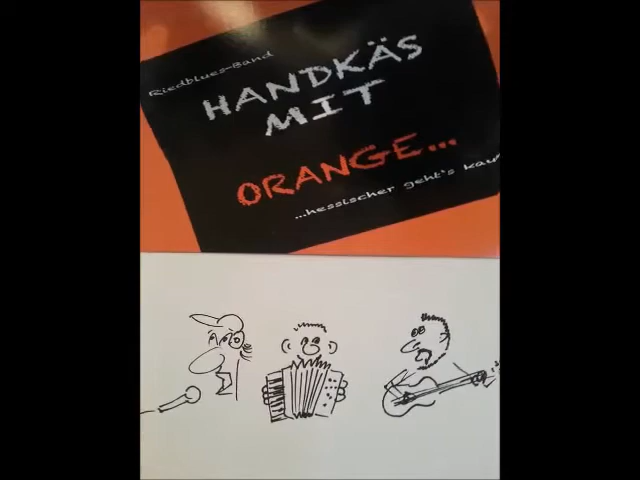 Riedblues-Band
HANDKÄS
MIT
ORANGE...
...hessischer geht's kau